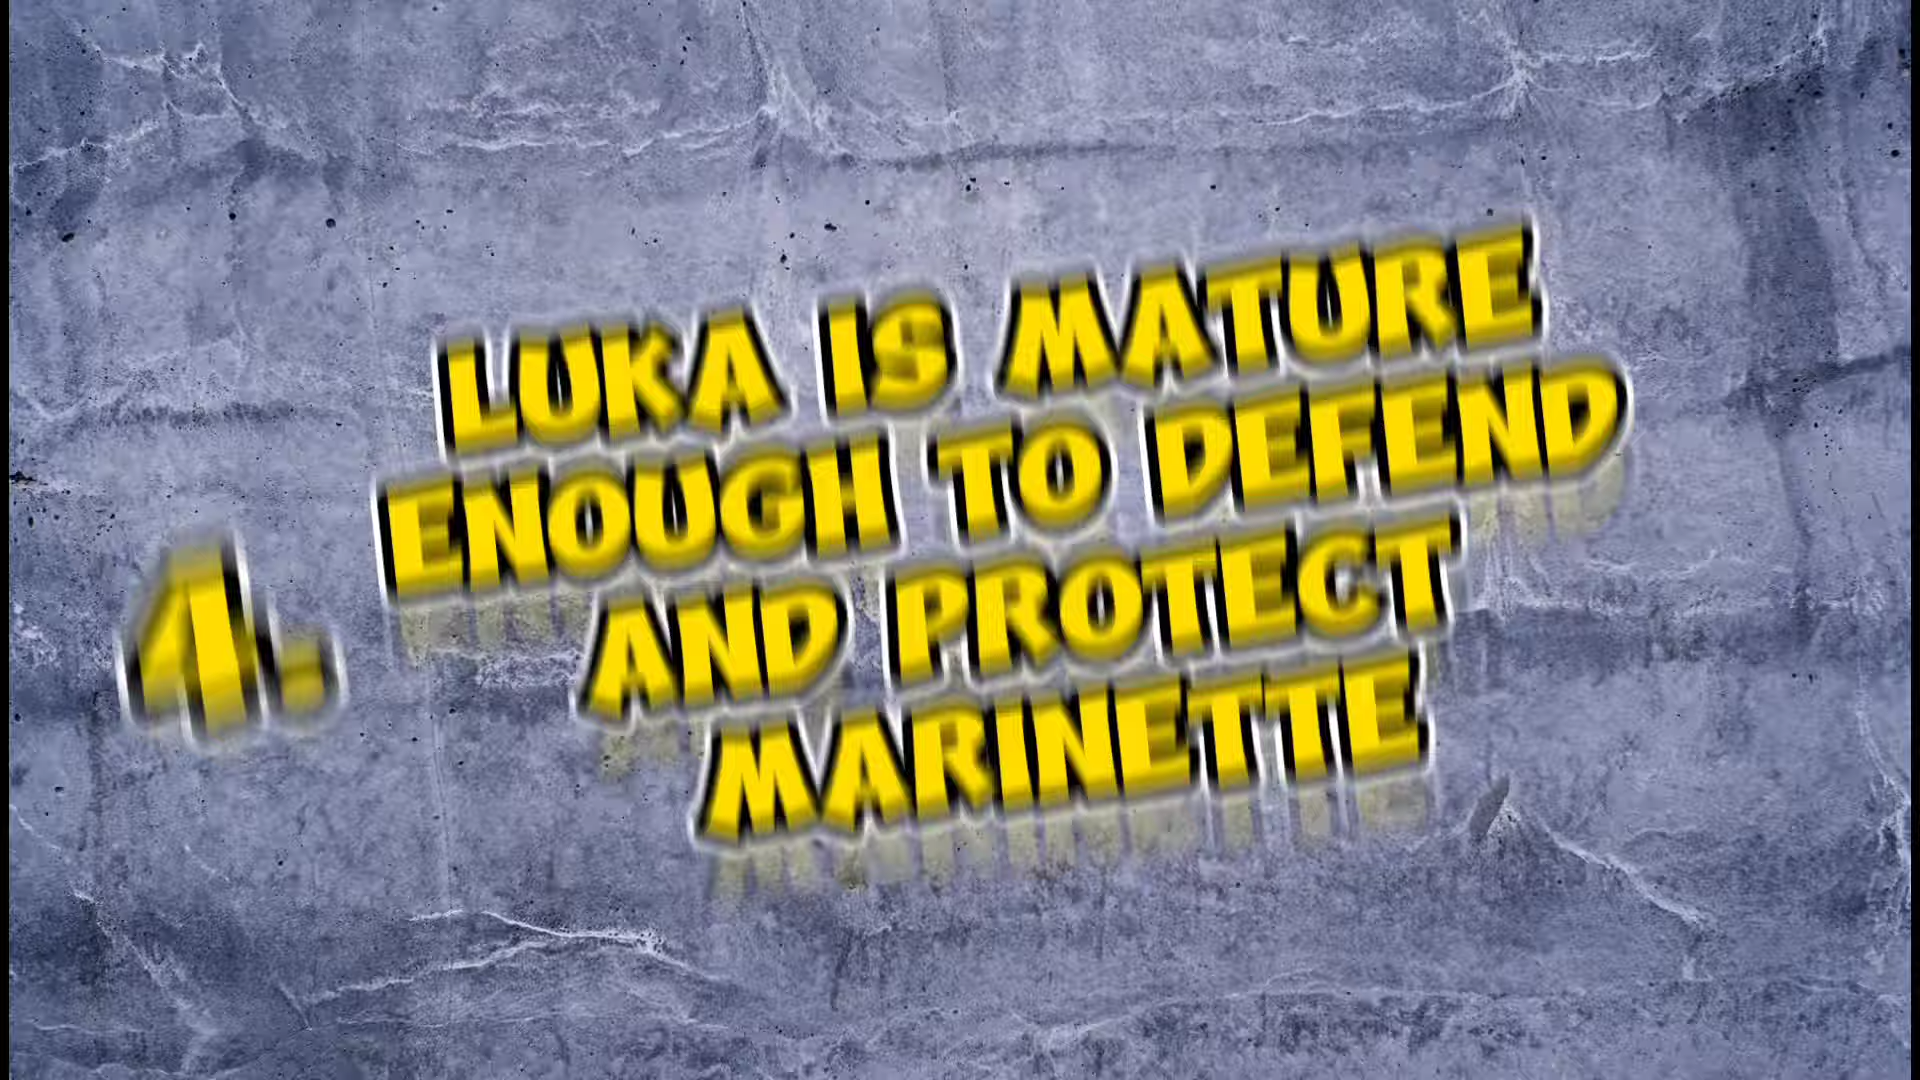 4.
LUKA IS MATURE
ENOUGH TO DEFEND
AND PROTECT
MARINETTE